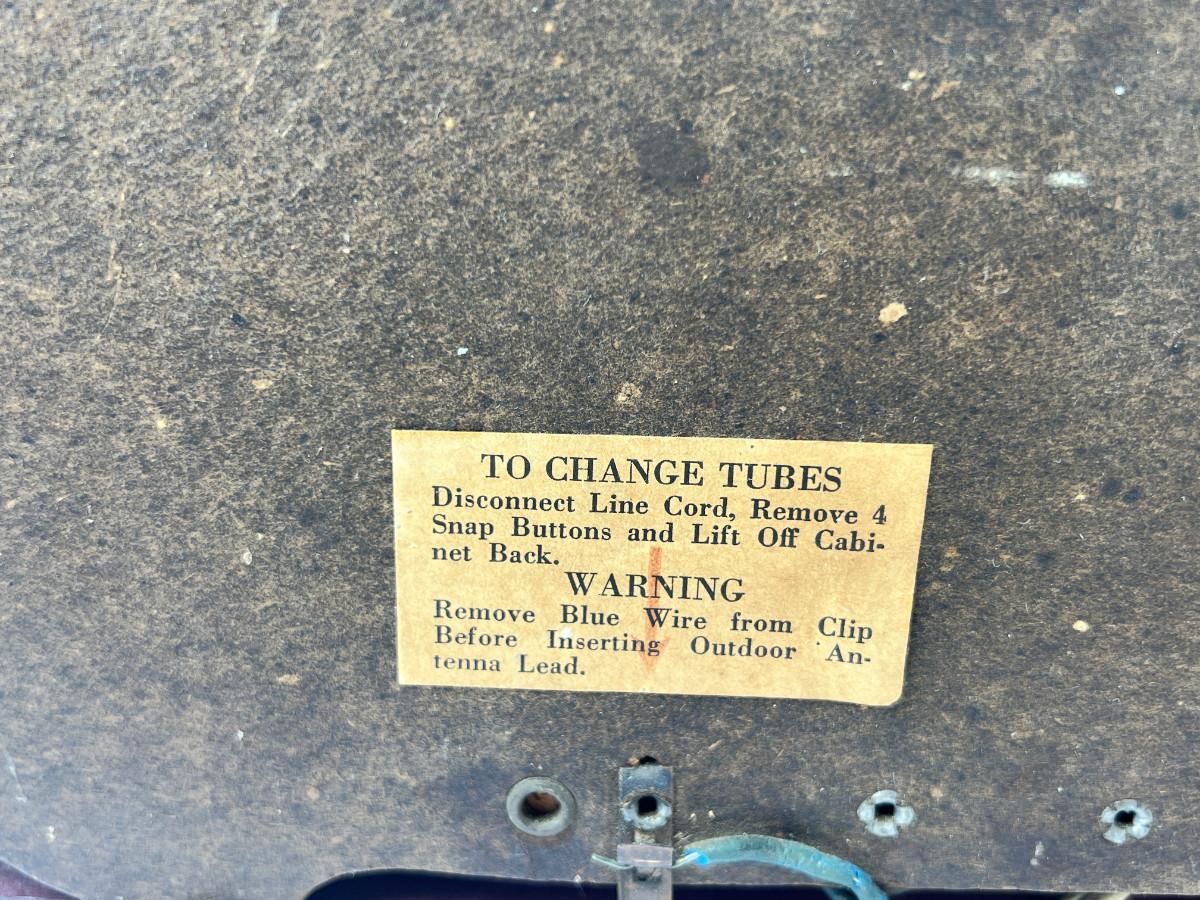 TO CHANGE TUBES
Disconnect Line Cord, Remove 4
Snap Buttons and Lift Off Cabi-
net Back.
WARNING
Remove Blue Wire from Clip
Before Inserting Outdoor An-
tenna Lead.